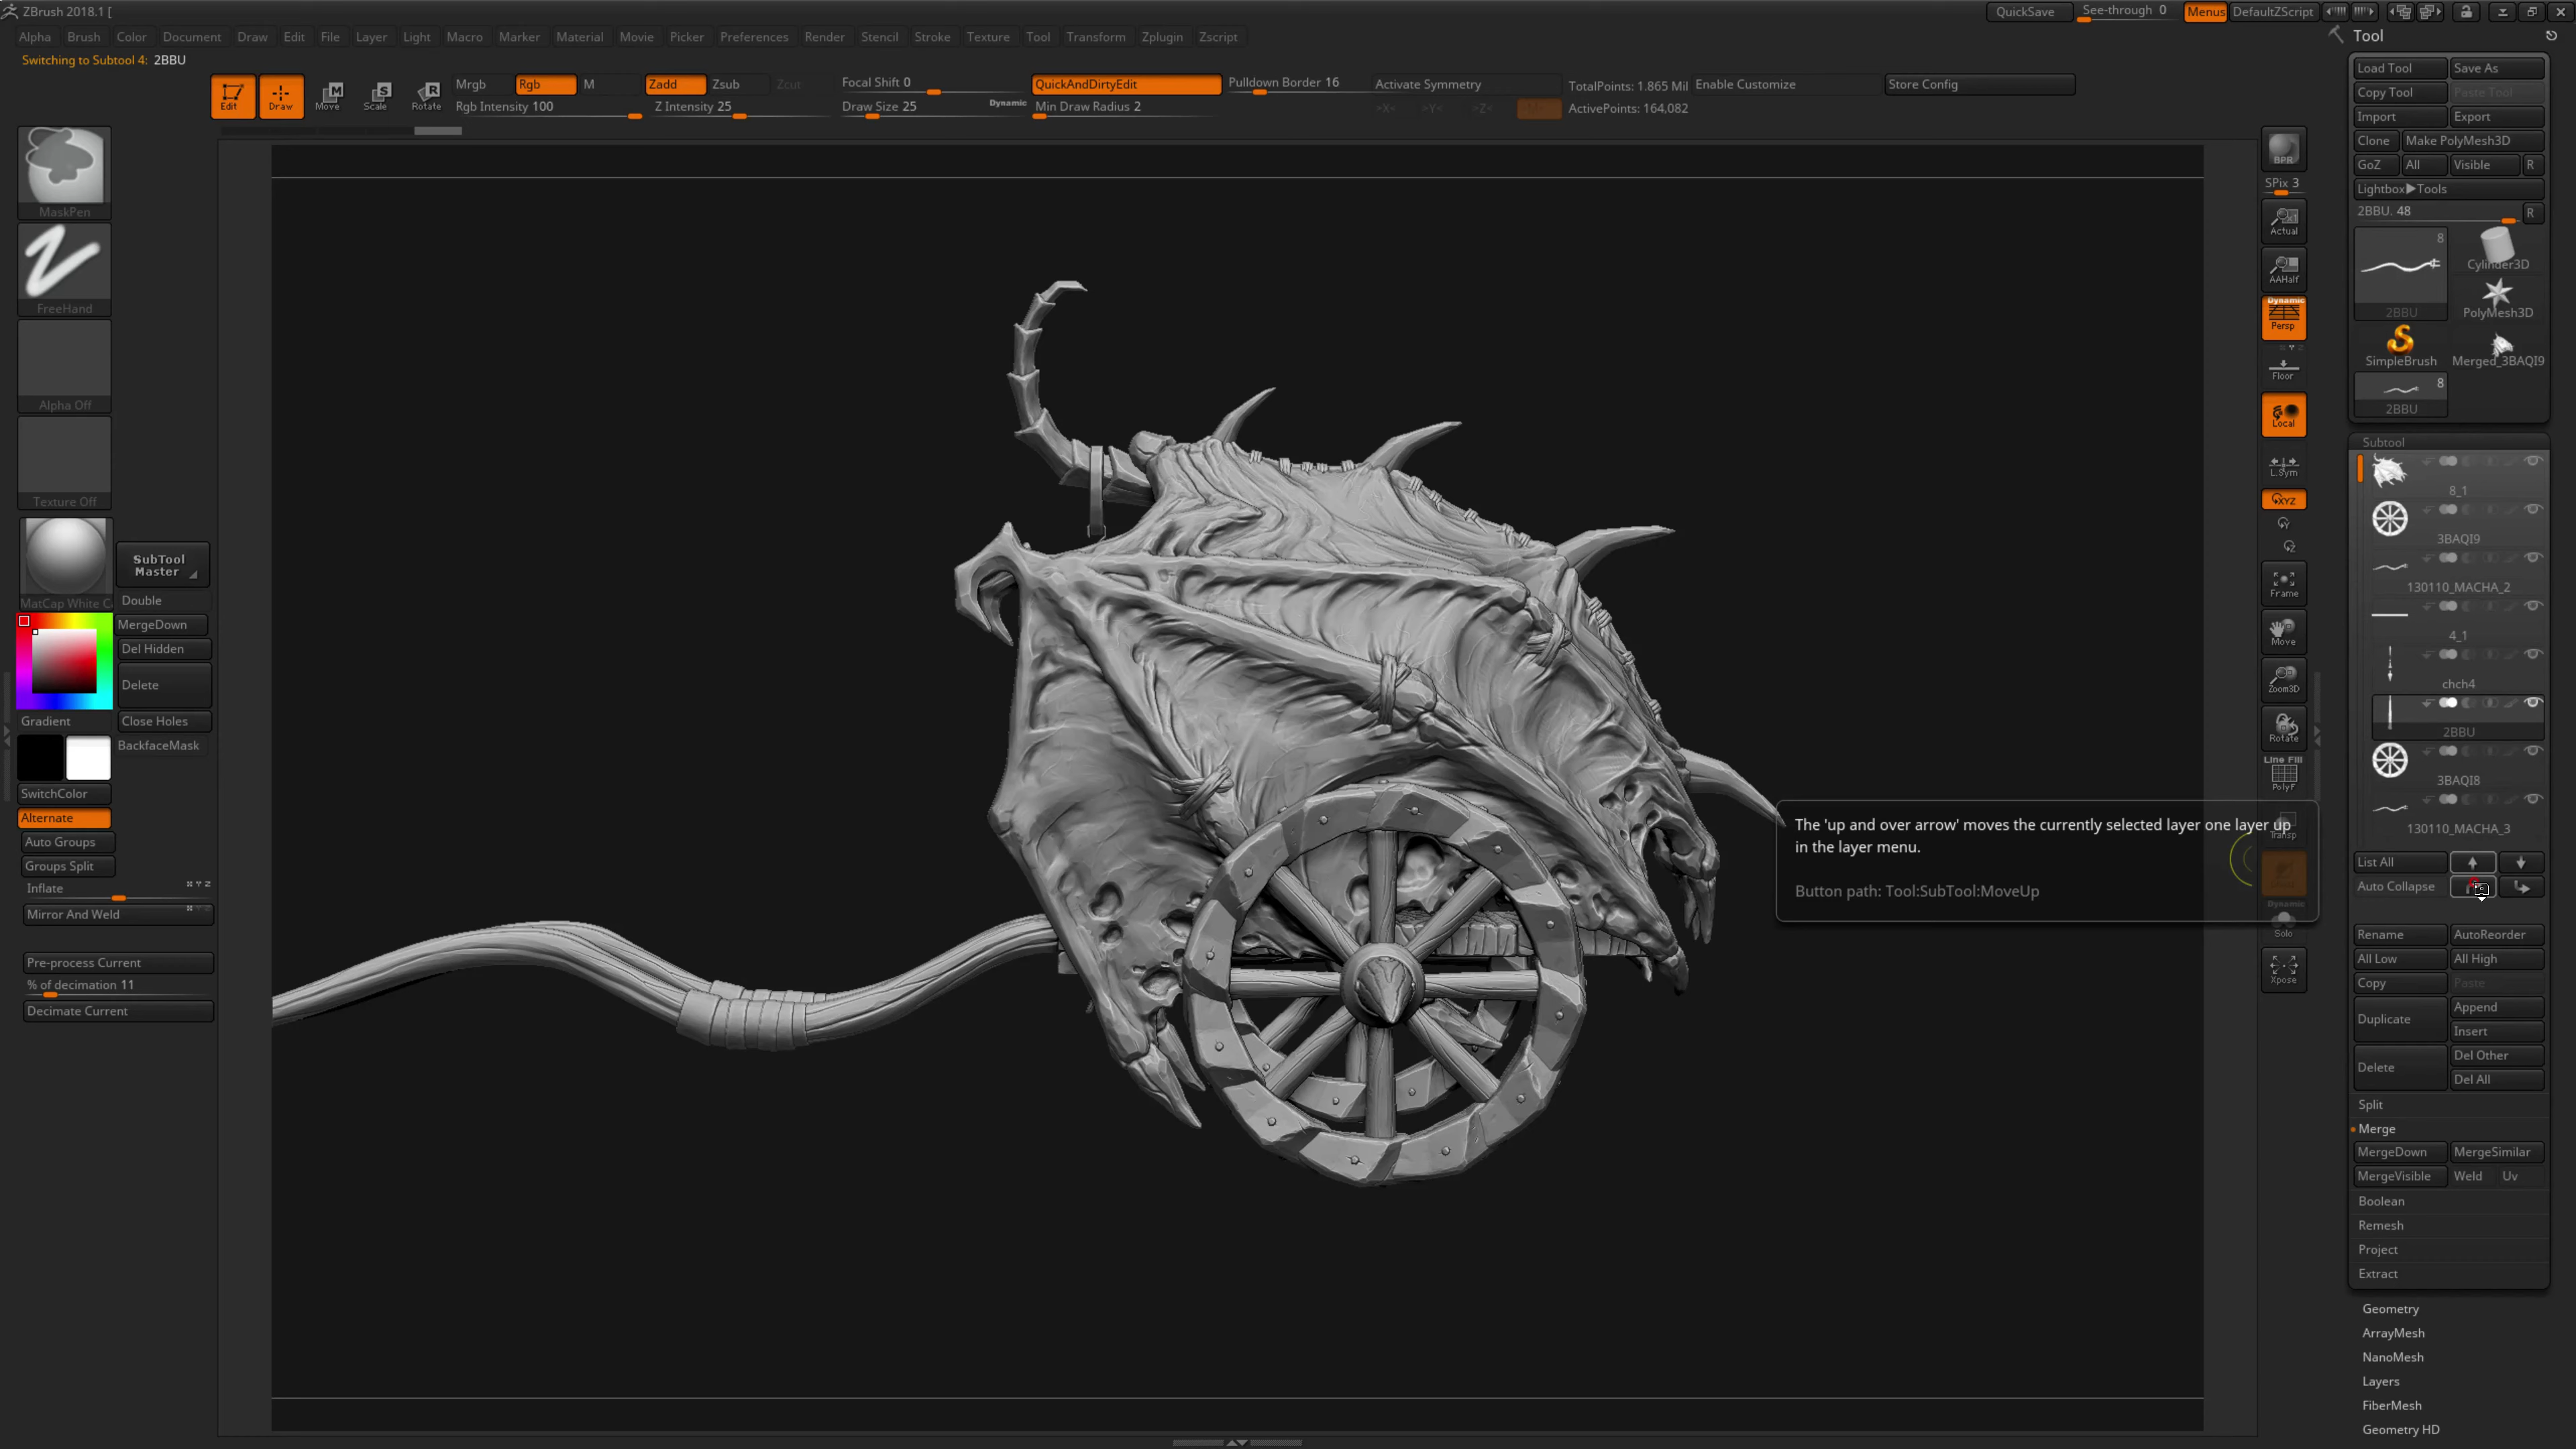 ZBrush 2018.1 [
QuickSave See-through 0 Menus DefaultZScript
Alpha Brush Color Document Draw Edit File Layer Light Macro Marker Material Movie Picker Preferences Render Stencil Stroke Texture Tool Transform Zplugin Zscript
Tool
Switching to Subtool 4: 2BBU
Edit Draw Move Scale Rotate
Mrgb Rgb M Zadd Zsub Zcut
Rgb Intensity 100 Z Intensity 25
Focal Shift 0
Draw Size 25 Dynamic
QuickAndDirtyEdit Pulldown Border 16 Activate Symmetry
Min Draw Radius 2 >X< >Y< >Z<
TotalPoints: 1.865 Mil Enable Customize Store Config
ActivePoints: 164,082
MaskPen
FreeHand
Alpha Off
Texture Off
MatCap White C
SubTool
Master
Double
MergeDown
Del Hidden
Delete
Gradient Close Holes
BackfaceMask
SwitchColor
Alternate
Auto Groups
Groups Split
Inflate
Mirror And Weld
Pre-process Current
% of decimation 11
Decimate Current
BPR
SPix 3
Actual
AAHalf
Dynamic
Persp
Floor
Local
L.Sym
XYZ
Frame
Move
Zoom3D
Rotate
Line Fill
PolyF
Transp
Dynamic
Solo
Xpose
The 'up and over arrow' moves the currently selected layer one layer up
in the layer menu.
Button path: Tool:SubTool:MoveUp
Load Tool Save As
Copy Tool Paste Tool
Import Export
Clone Make PolyMesh3D
GoZ All Visible R
Lightbox▶Tools
2BBU. 48 R
8
2BBU
Cylinder3D
PolyMesh3D
SimpleBrush Merged_3BAQI9
8
2BBU
Subtool
8_1
3BAQI9
130110_MACHA_2
4_1
chch4
2BBU
3BAQI8
130110_MACHA_3
List All
Auto Collapse
Rename AutoReorder
All Low All High
Copy Paste
Duplicate Append
Insert
Delete Del Other
Del All
Split
Merge
MergeDown MergeSimilar
MergeVisible Weld Uv
Boolean
Remesh
Project
Extract
Geometry
ArrayMesh
NanoMesh
Layers
FiberMesh
Geometry HD